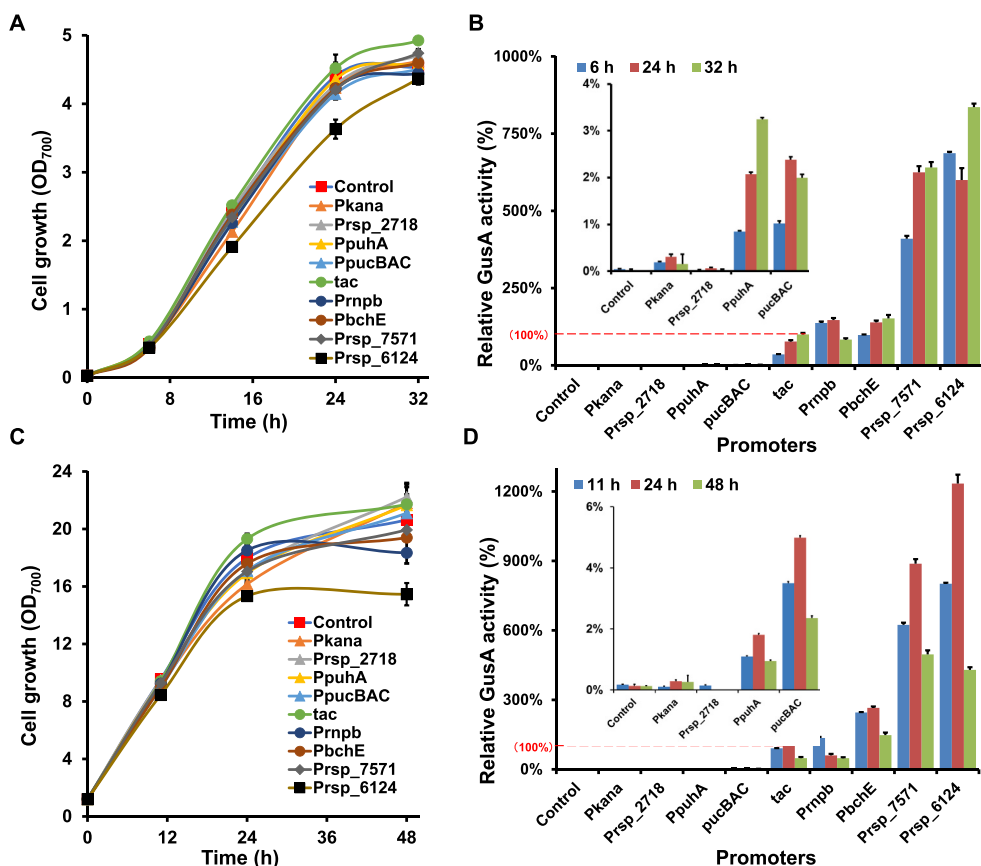 A
Cell growth (OD700)
5
4
3
2
1
0
0 8 16 24 32
Time (h)
Control
Pkana
Prsp_2718
PpuhA
PpucBAC
tac
Prnpb
PbchE
Prsp_7571
Prsp_6124
B
Relative GusA activity (%)
1000%
750%
500%
250%
0%
(100%)
6 h 24 h 32 h
4%
3%
2%
1%
0%
Control Pkana Prsp_2718 PpuhA pucBAC
Control Pkana Prsp_2718 PpuhA pucBAC tac Prnpb PbchE Prsp_7571 Prsp_6124
Promoters
C
Cell growth (OD700)
24
20
16
12
8
4
0
0 12 24 36 48
Time (h)
Control
Pkana
Prsp_2718
PpuhA
PpucBAC
tac
Prnpb
PbchE
Prsp_7571
Prsp_6124
D
Relative GusA activity (%)
1200%
900%
600%
300%
0%
(100%)
11 h 24 h 48 h
6%
4%
2%
0%
Control Pkana Prsp_2718 PpuhA pucBAC
Control Pkana Prsp_2718 PpuhA pucBAC tac Prnpb PbchE Prsp_7571 Prsp_6124
Promoters